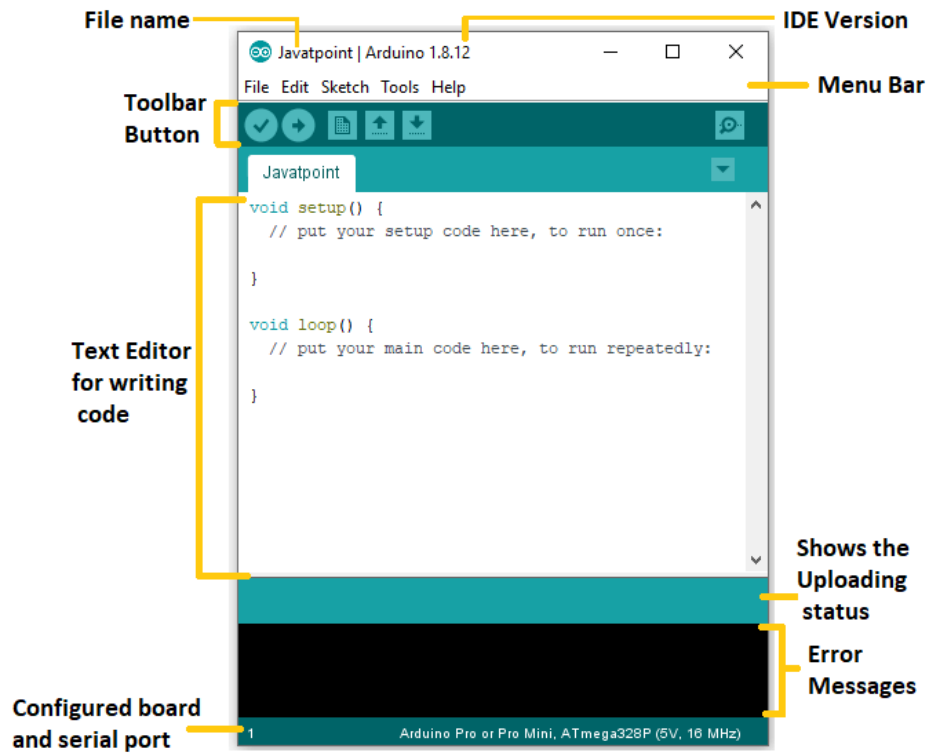 File name
IDE Version
Javatpoint | Arduino 1.8.12
File Edit Sketch Tools Help
Menu Bar
Toolbar
Button
Javatpoint
void setup() {
// put your setup code here, to run once:
}
void loop() {
// put your main code here, to run repeatedly:
}
Text Editor
for writing
code
Shows the
Uploading
status
Error
Messages
Configured board
and serial port
1
Arduino Pro or Pro Mini, ATmega328P (5V, 16 MHz)